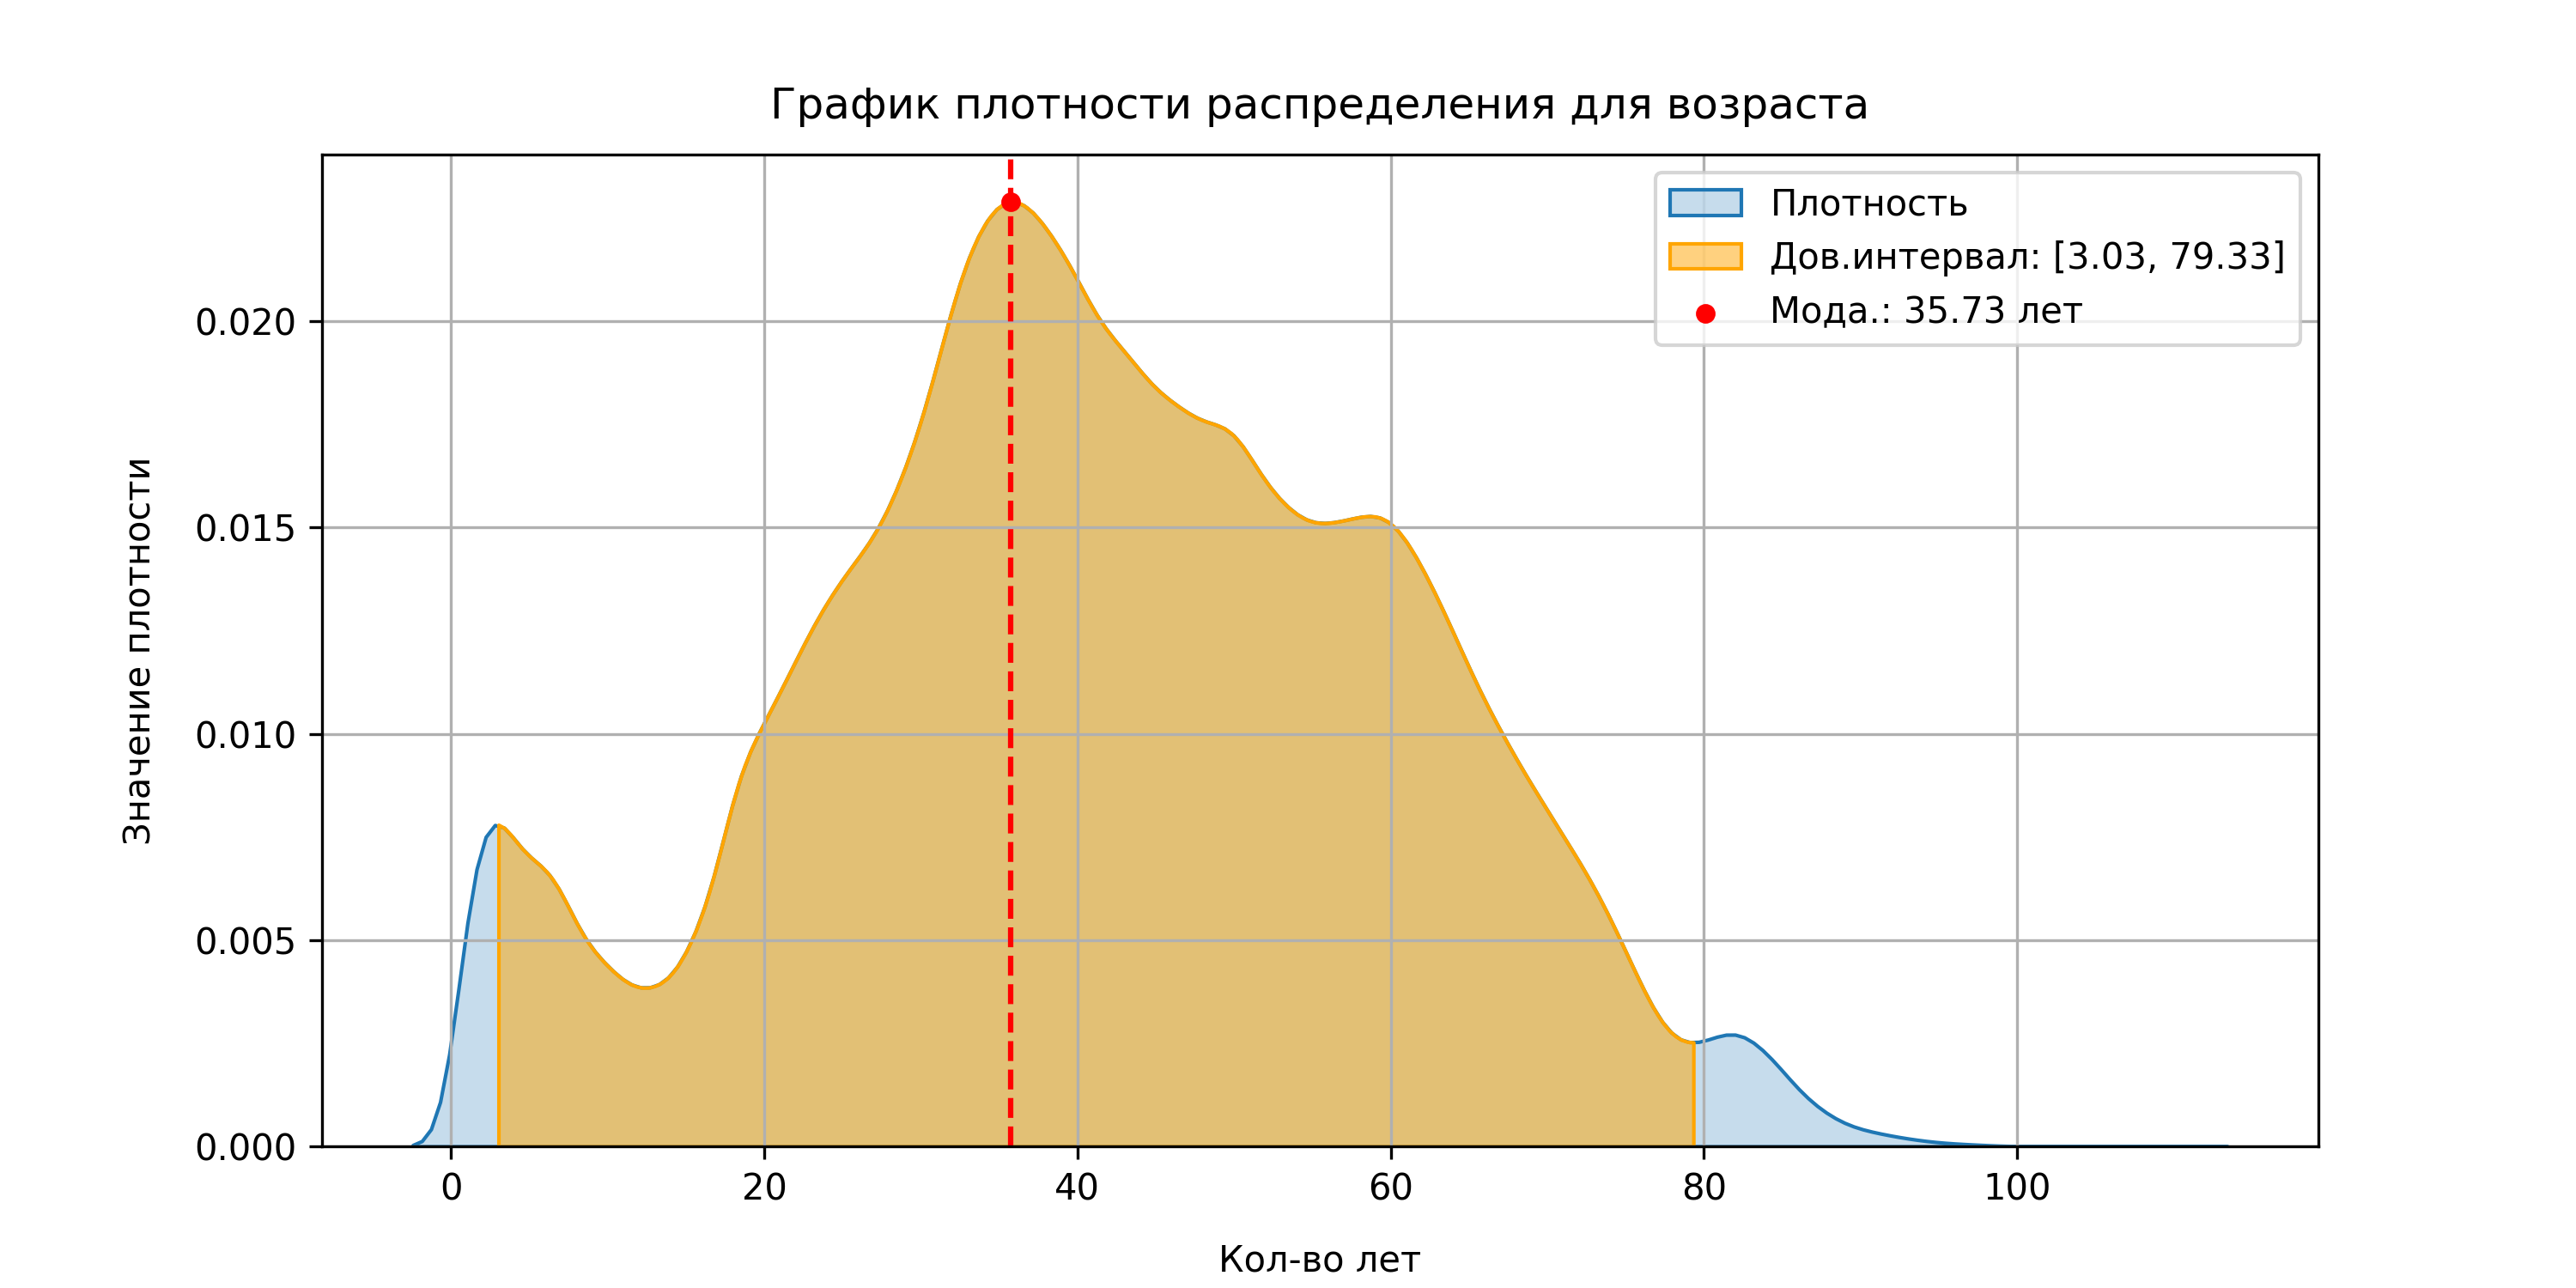 График плотности распределения для возраста
Плотность
Дов.интервал: [3.03, 79.33]
Мода.: 35.73 лет
Значение плотности
0.020
0.015
0.010
0.005
0.000
0 20 40 60 80 100
Кол-во лет